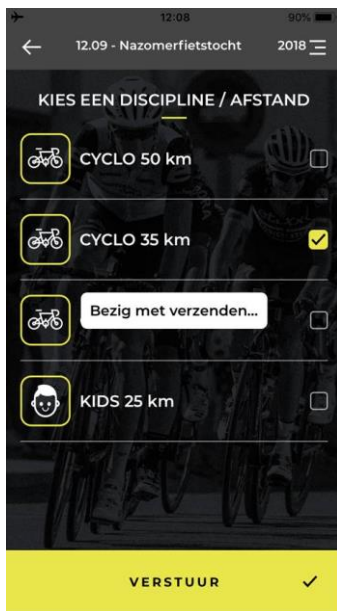 12:08
90%
12.09 - Nazomerfietstocht
2018
KIES EEN DISCIPLINE / AFSTAND
CYCLO 50 km
CYCLO 35 km
Bezig met verzenden...
KIDS 25 km
VERSTUUR